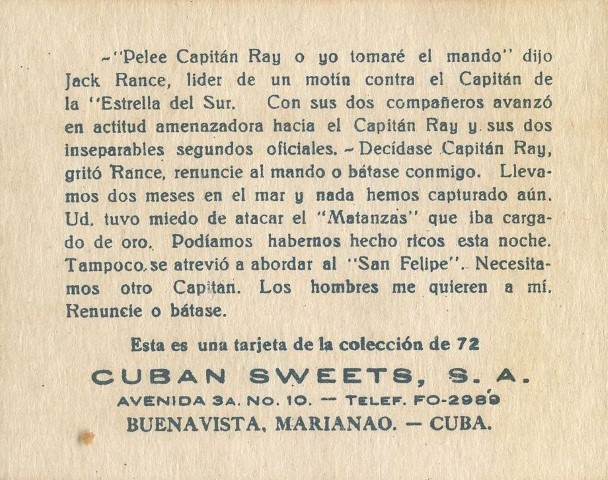 ~"Pelee Capitán Ray o yo tomaré el mando" dijo
Jack Rance, lider de un motín contra el Capitán de
la "Estrella del Sur. Con sus dos compañeros avanzó
en actitud amenazadora hacia el Capitán Ray y sus dos
inseparables segundos oficiales. ~ Decídase Capitán Ray,
gritó Rance, renuncie al mando o bátase conmigo. Lleva-
mos dos meses en el mar y nada hemos capturado aún.
Ud. tuvo miedo de atacar el "Matanzas" que iba carga-
do de oro. Podíamos habernos hecho ricos esta noche.
Tampoco se atrevió a abordar al "San Felipe". Necesita-
mos otro Capitán. Los hombres me quieren a mí.
Renuncie o bátase.
Esta es una tarjeta de la colección de 72
CUBAN SWEETS, S. A.
AVENIDA 3A. NO. 10. — TELEF. FO-2989
BUENAVISTA, MARIANAO. — CUBA.